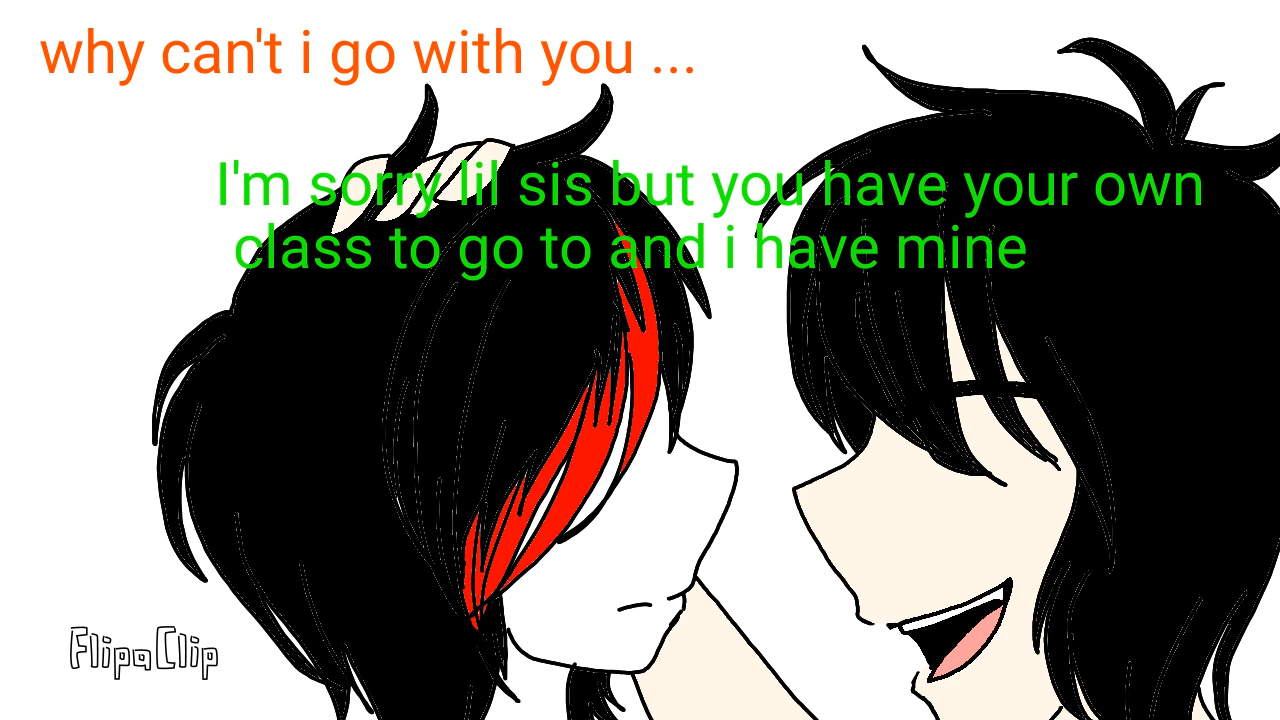 why can't i go with you ...
I'm sorry lil sis but you have your own
class to go to and i have mine
FlipaClip